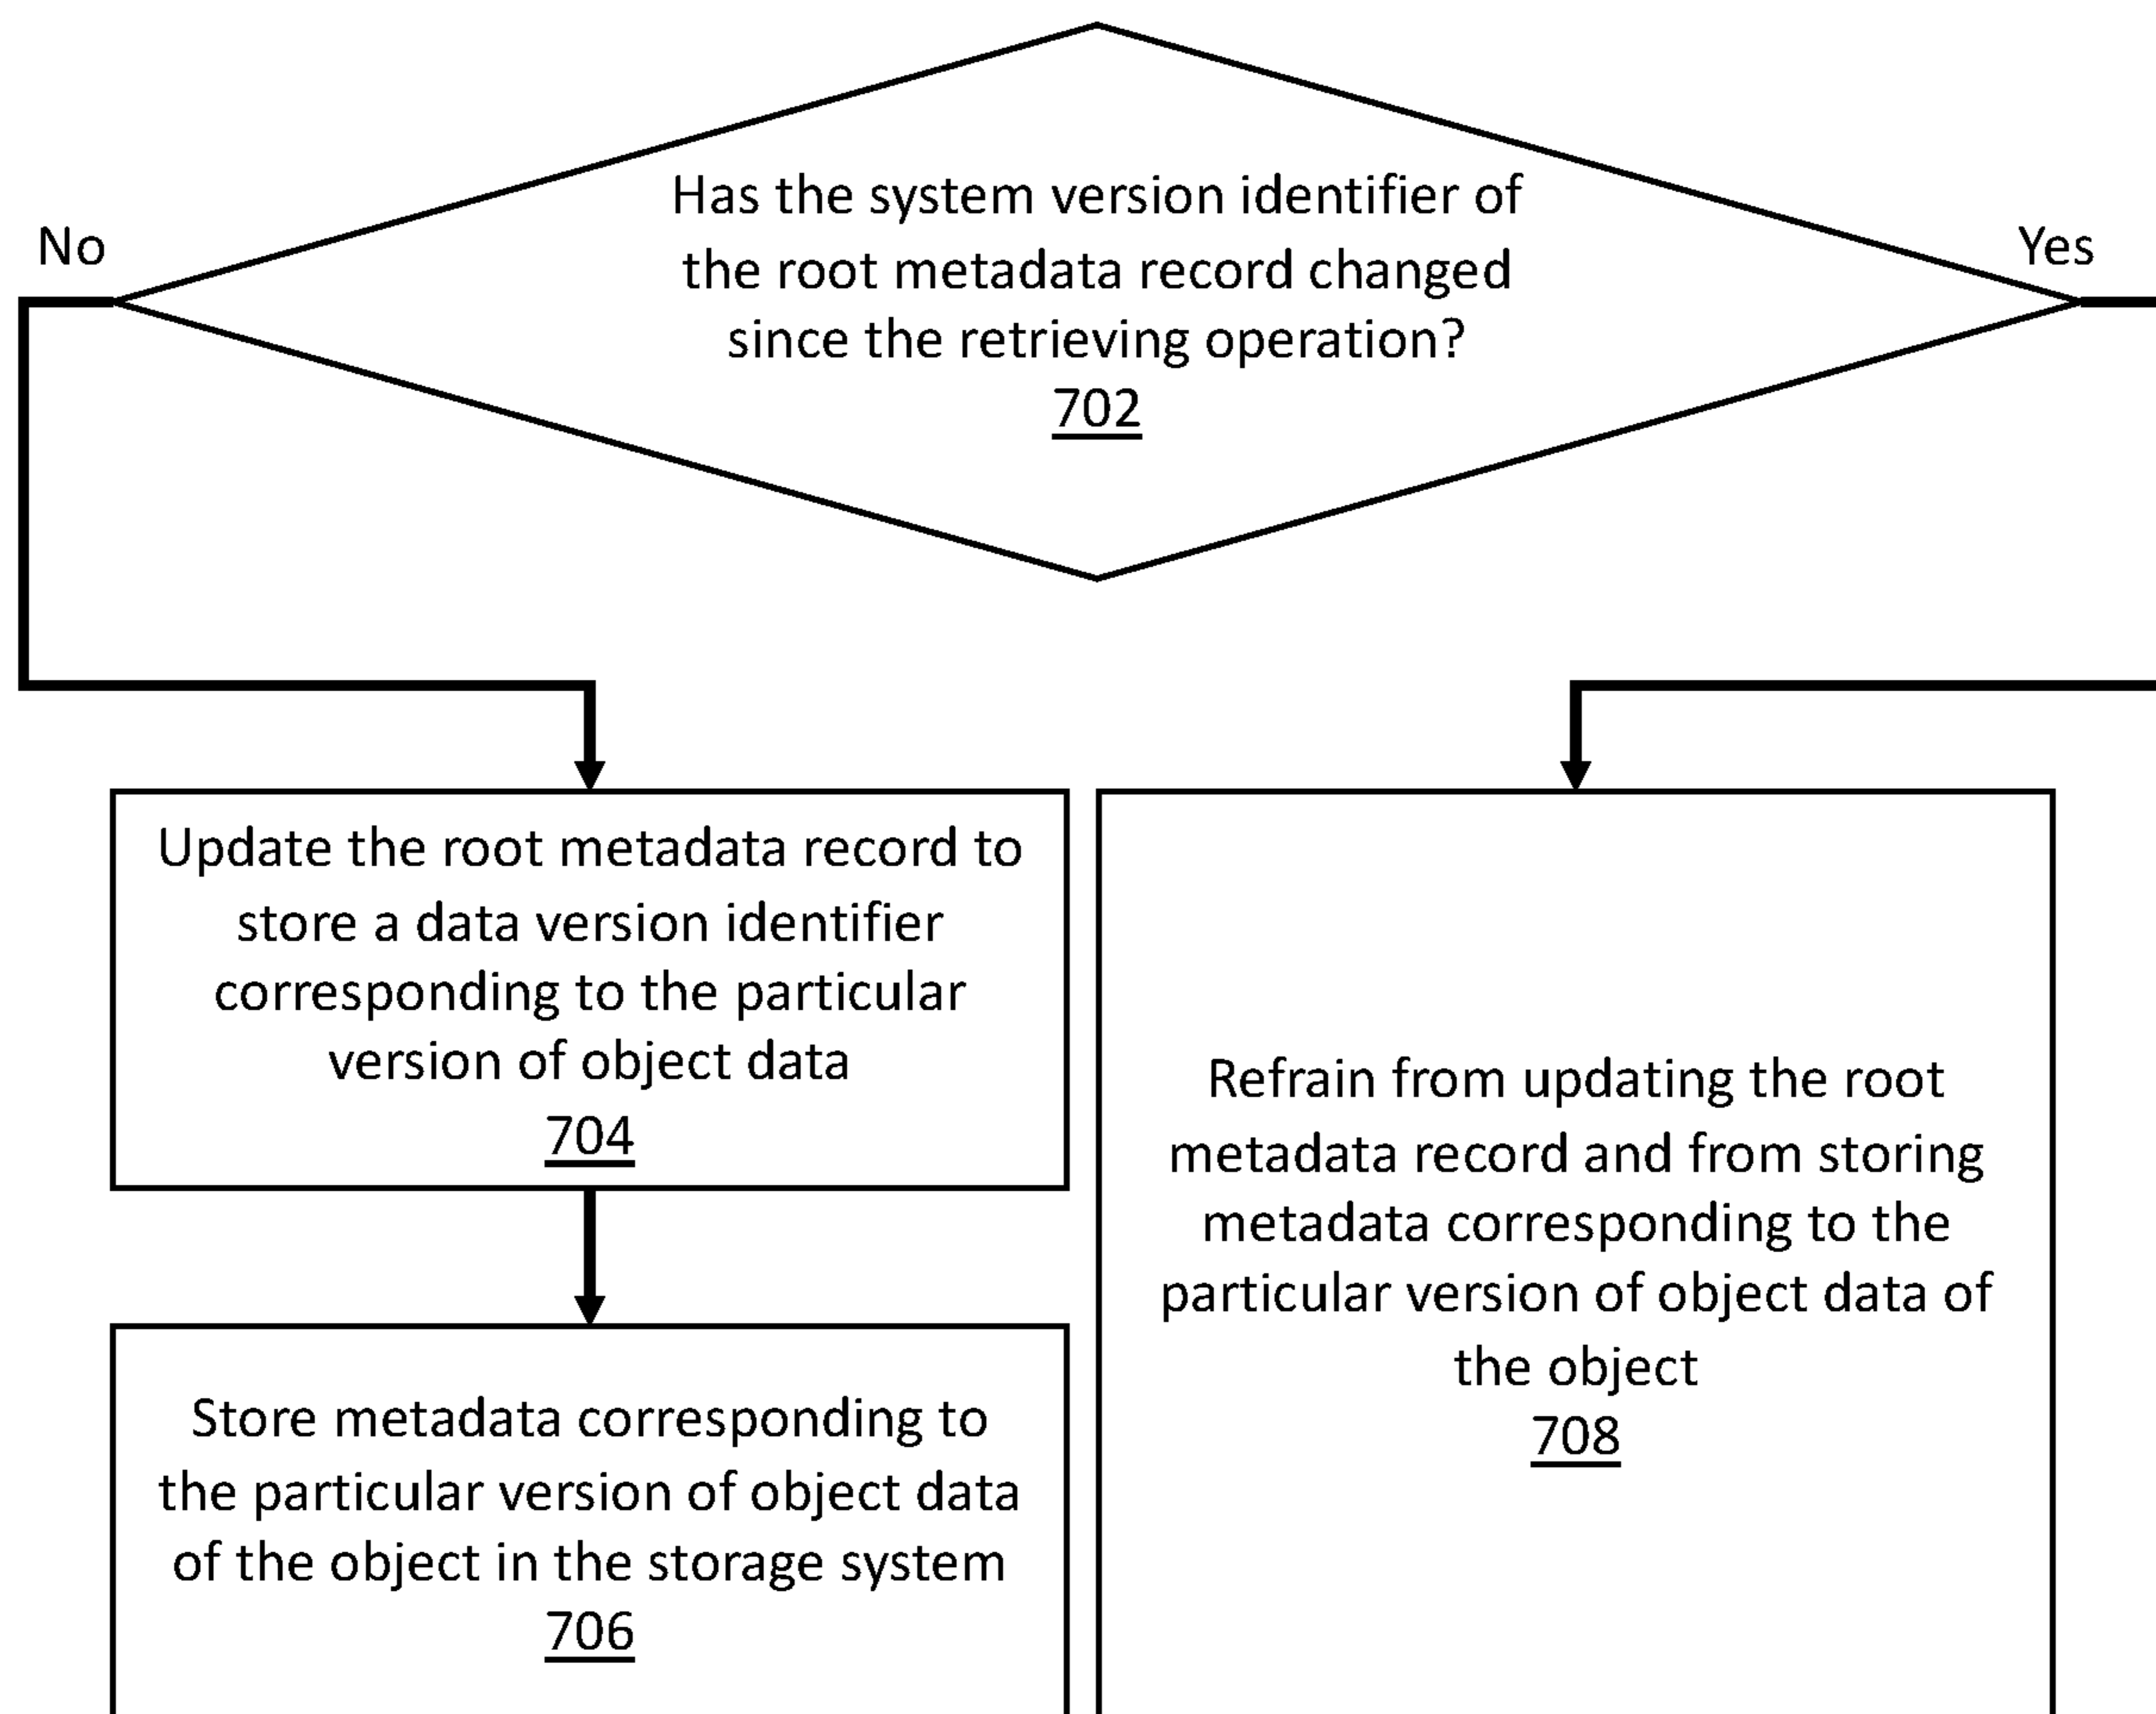 Has the system version identifier of
the root metadata record changed
since the retrieving operation?
702
No
Yes
Update the root metadata record to
store a data version identifier
corresponding to the particular
version of object data
704
Store metadata corresponding to
the particular version of object data
of the object in the storage system
706
Refrain from updating the root
metadata record and from storing
metadata corresponding to the
particular version of object data of
the object
708